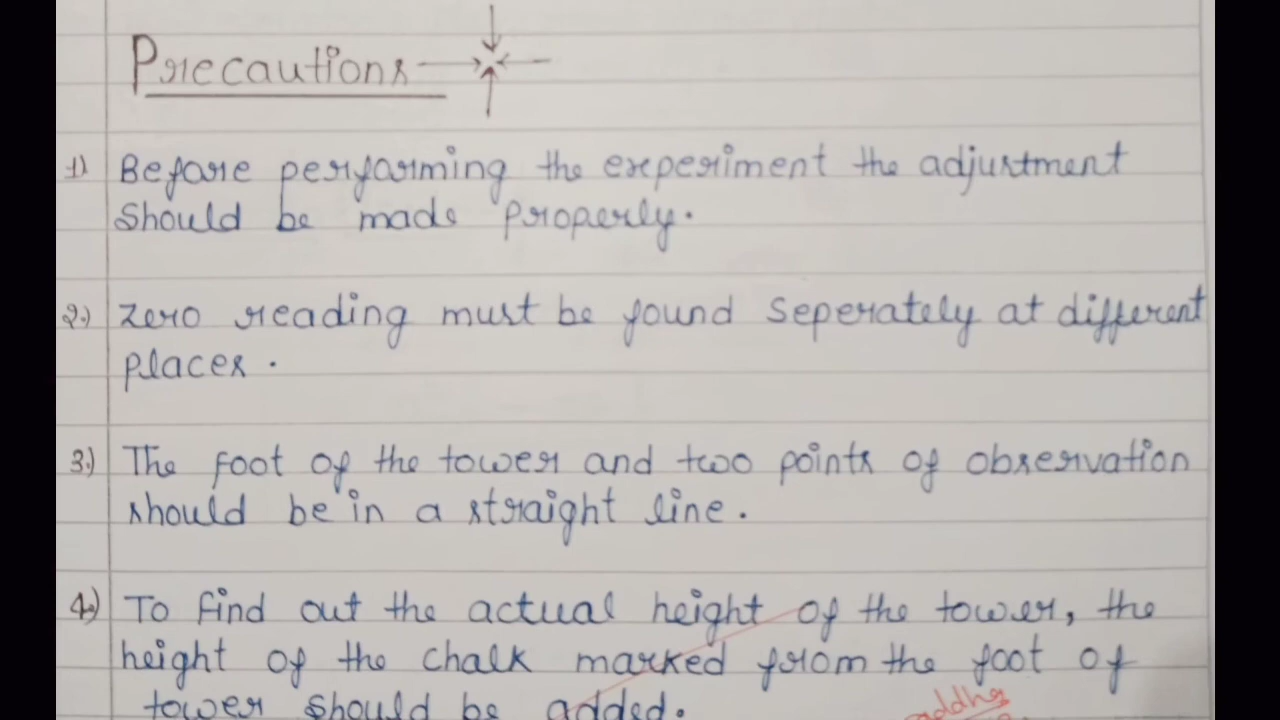 Precautions
1) Before performing the experiment the adjustment
should be made properly.
2.) Zero reading must be found seperately at different
places.
3.) The foot of the tower and two points of observation
should be in a straight line.
4.) To find out the actual height of the tower, the
height of the chalk marked from the foot of
tower should be added.